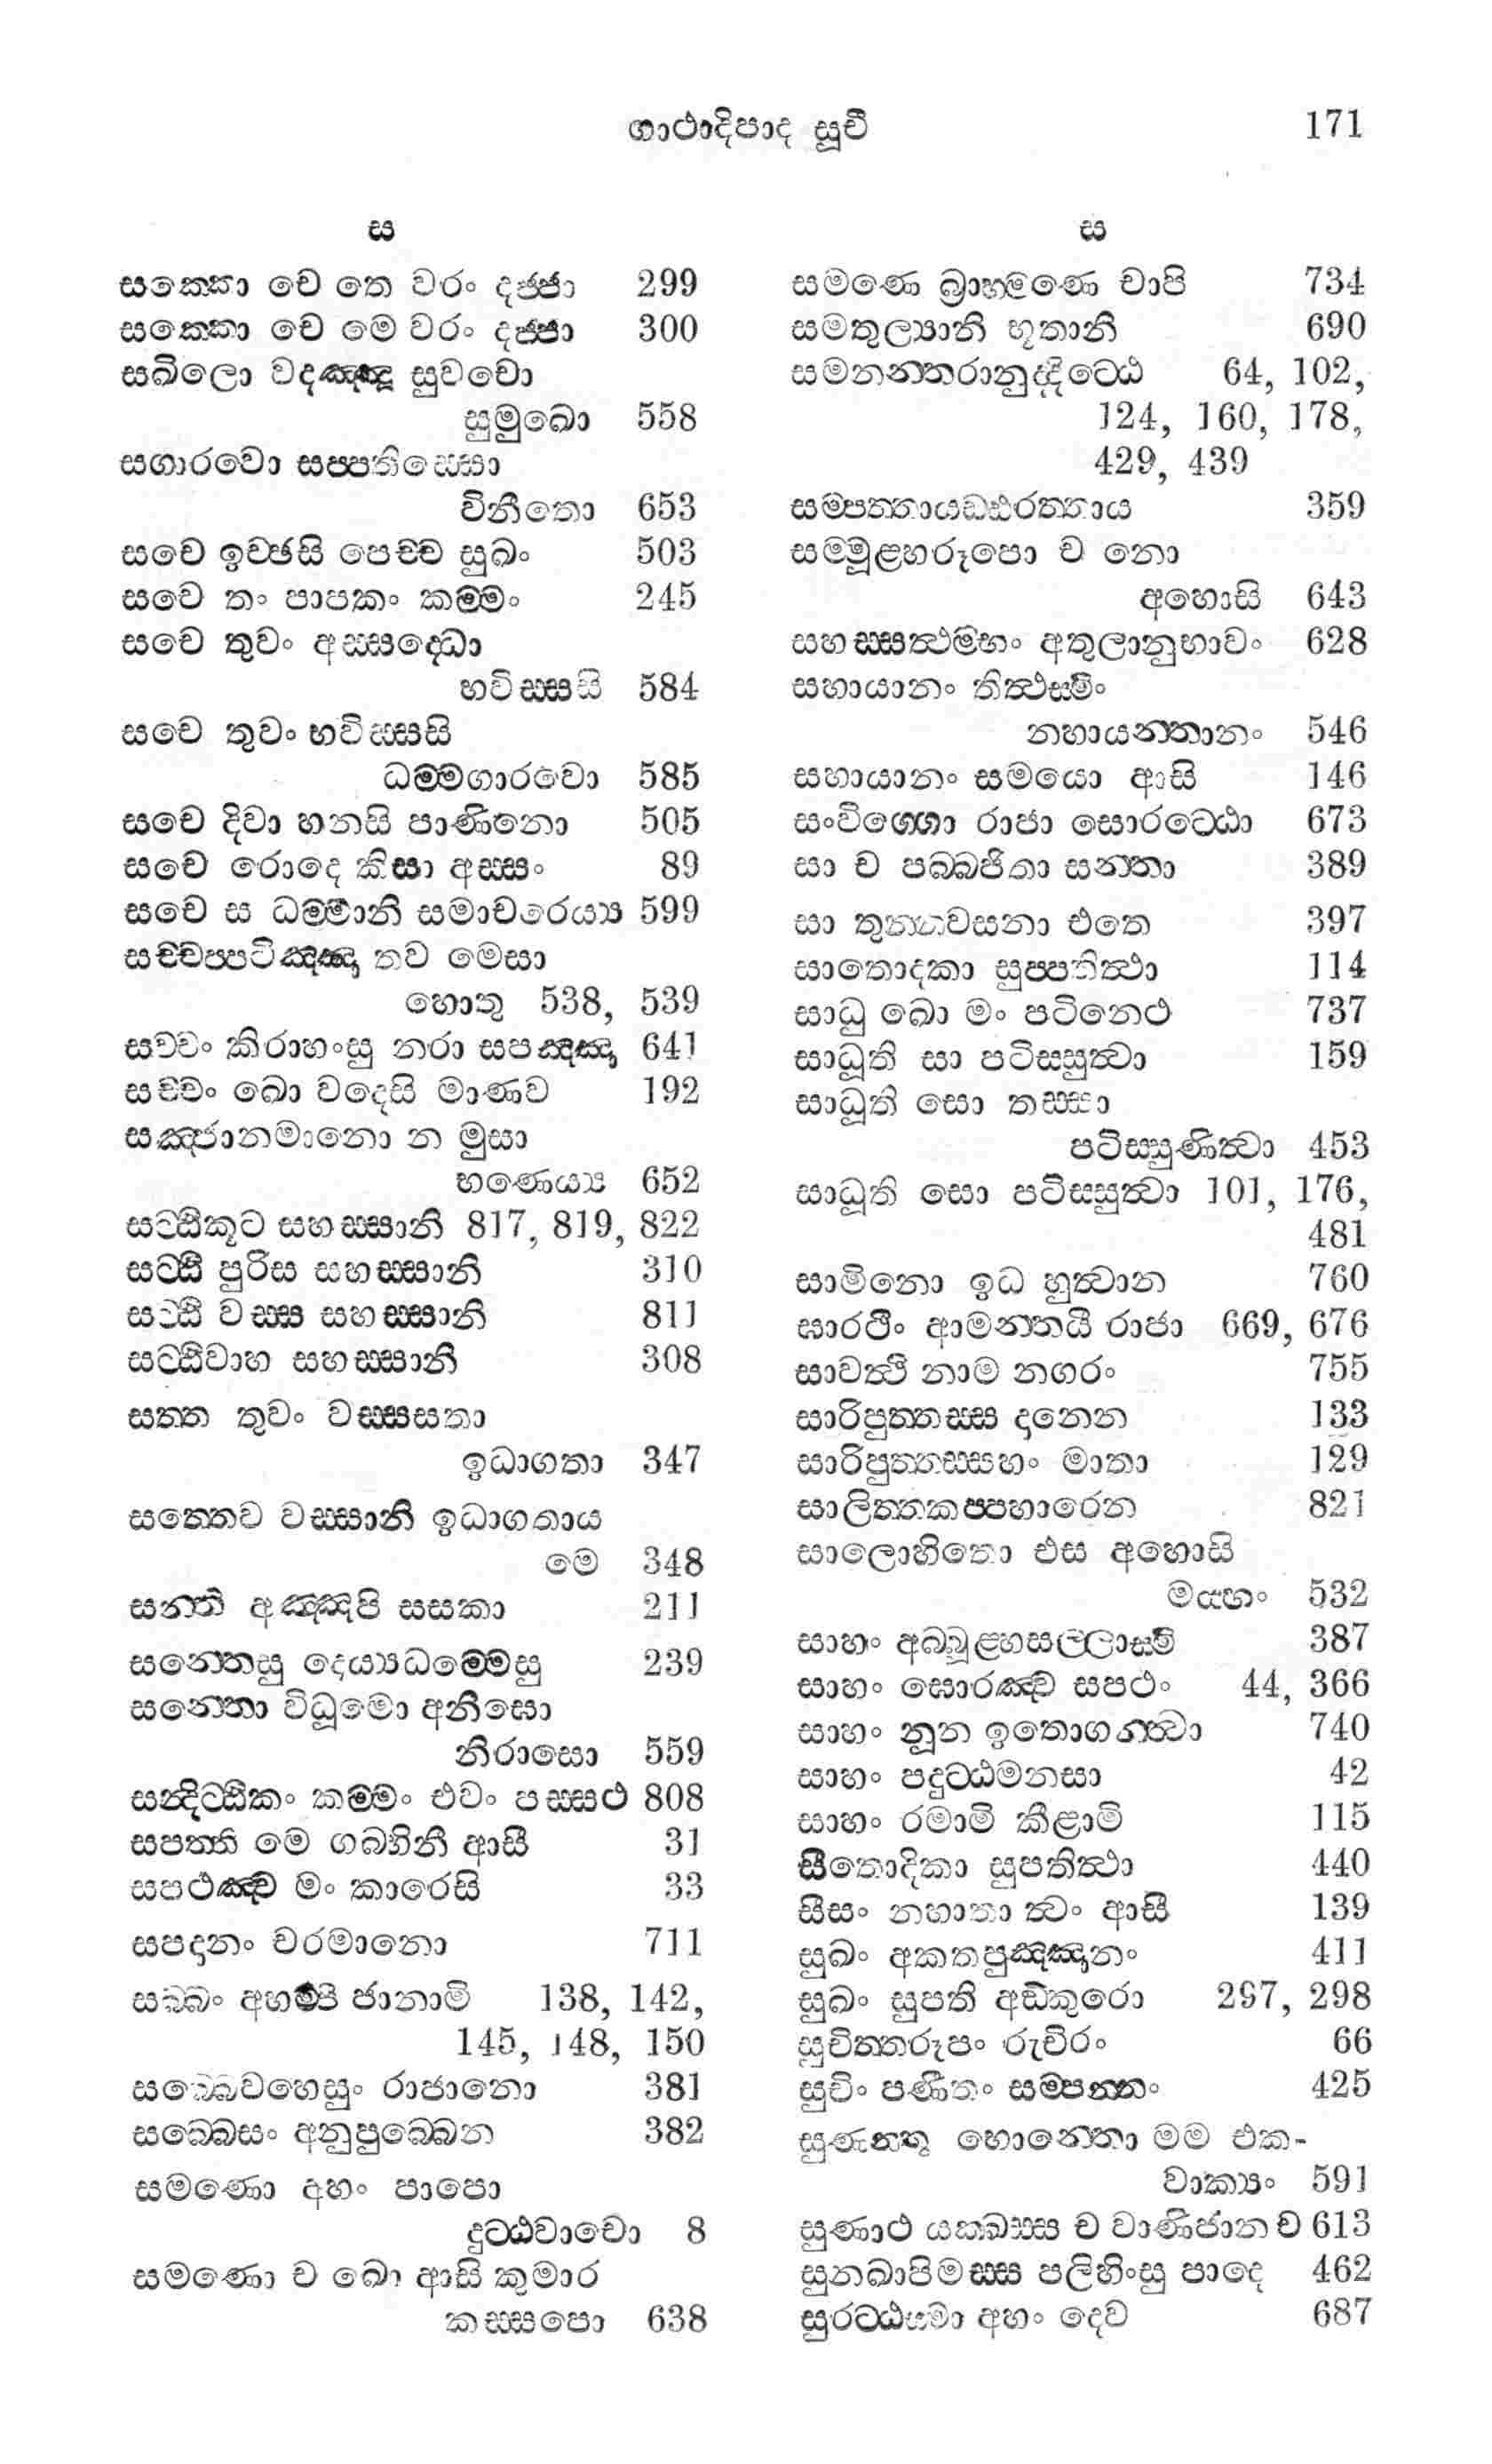 ගාථාදිපාද සූචී 171
ස
සක්කො චෙ තෙ වරං දජ්ජා 299
සක්කො චෙ මෙ වරං දජ්ජා 300
සඛිලො වදඤ්ඤූ සුවචො
සුමුඛො 558
සගාරවො සප්පතිස්සො
විනීතො 653
සචෙ ඉච්ඡසි පෙච්ච සුඛං 503
සචෙ තං පාපකං කම්මං 245
සචෙ තුවං අස්සද්ධො
භවිස්සසි 584
සචෙ තුවං භවිස්සසි
ධම්මගාරවො 585
සචෙ දිවා හනසි පාණිනො 505
සචෙ රොදෙ කිසා අස්සං 89
සචෙ ස ධම්මානි සමාචරෙය්‍ය 599
සච්චප්පටිඤ්ඤා තව මෙසා
හොතු 538, 539
සච්චං කිරාහංසු නරා සපඤ්ඤා 641
සච්චං ඛො වදෙසි මාණව 192
සඤ්ජානමානො න මුසා
භණෙය්‍ය 652
සට්ඨිකූට සහස්සානි 817, 819, 822
සට්ඨි පුරිස සහස්සානි 310
සට්ඨි වස්ස සහස්සානි 811
සට්ඨිවාහ සහස්සානි 308
සත්ත තුවං වස්සසතා
ඉධාගතා 347
සත්තෙව වස්සානි ඉධාගතාය
මෙ 348
සන්ති අඤ්ඤෙපි සසකා 211
සන්තෙසු දෙය්‍යධම්මෙසු 239
සන්තො විධූමො අනීඝො
නිරාසො 559
සන්දිට්ඨිකං කම්මං එවං පස්සථ 808
සපත්ති මෙ ගබ්භිනී ආසී 31
සපථඤ්ච මං කාරෙසි 33
සපදානං චරමානො 711
සබ්බං අහම්පි ජානාමි 138, 142,
145, 148, 150
සබ්බෙවහෙසුං රාජානො 381
සබ්බෙසං අනුපුබ්බෙන 382
සමණො අහං පාපො
දුට්ඨවාචො 8
සමණො ච ඛො ආසි කුමාර
කස්සපො 638
ස
සමණෙ බ්‍රාහ්මණෙ චාපි 734
සමතුල්‍යානි භූතානි 690
සමනන්තරානුද්දිට්ඨෙ 64, 102,
124, 160, 178,
429, 439
සම්පත්තායඩ්ඪරත්තාය 359
සම්මූළ්හරූපො ච නො
අහොසි 643
සහස්සත්ථම්භං අතුලානුභාවං 628
සහායානං තිත්ථස්මිං
නහායන්තානං 546
සහායානං සමයො ආසි 146
සංවිග්ගො රාජා සොරට්ඨො 673
සා ච පබ්බජිතා සන්තා 389
සා තුන්නවසනා එතෙ 397
සාතොදකා සුප්පතිත්ථා 114
සාධු ඛො මං පටිනෙථ 737
සාධූති සා පටිස්සුත්වා 159
සාධූති සො තස්සා
පටිස්සුණිත්වා 453
සාධූති සො පටිස්සුත්වා 101, 176,
481
සාමිනො ඉධ හුත්වාන 760
සාරථිං ආමන්තයී රාජා 669, 676
සාවත්ථි නාම නගරං 755
සාරිපුත්තස්ස දානෙන 133
සාරිපුත්තස්සහං මාතා 129
සාලිත්තකප්පහාරෙන 821
සාලොහිතො එස අහොසි
මය්හං 532
සාහං අබ්බූළ්හසල්ලාස්මි 387
සාහං ඝොරඤ්ච සපථං 44, 366
සාහං නූන ඉතොගන්ත්වා 740
සාහං පදුට්ඨමනසා 42
සාහං රමාමි කීළාමි 115
සීතොදිකා සුපතිත්ථා 440
සීසං නහාතා ත්වං ආසී 139
සුඛං අකතපුඤ්ඤානං 411
සුඛං සුපති අඞ්කුරො 297, 298
සුචිත්තරූපං රුචිරං 66
සුචිං පණීතං සම්පන්නං 425
සුණන්තු භොන්තො මම එක-
වාක්‍යං 591
සුණාථ යක්ඛස්ස ච වාණිජාන ච 613
සුනඛාපිමස්ස පලිහිංසු පාදෙ 462
සුරට්ඨස්මා අහං දෙව 687